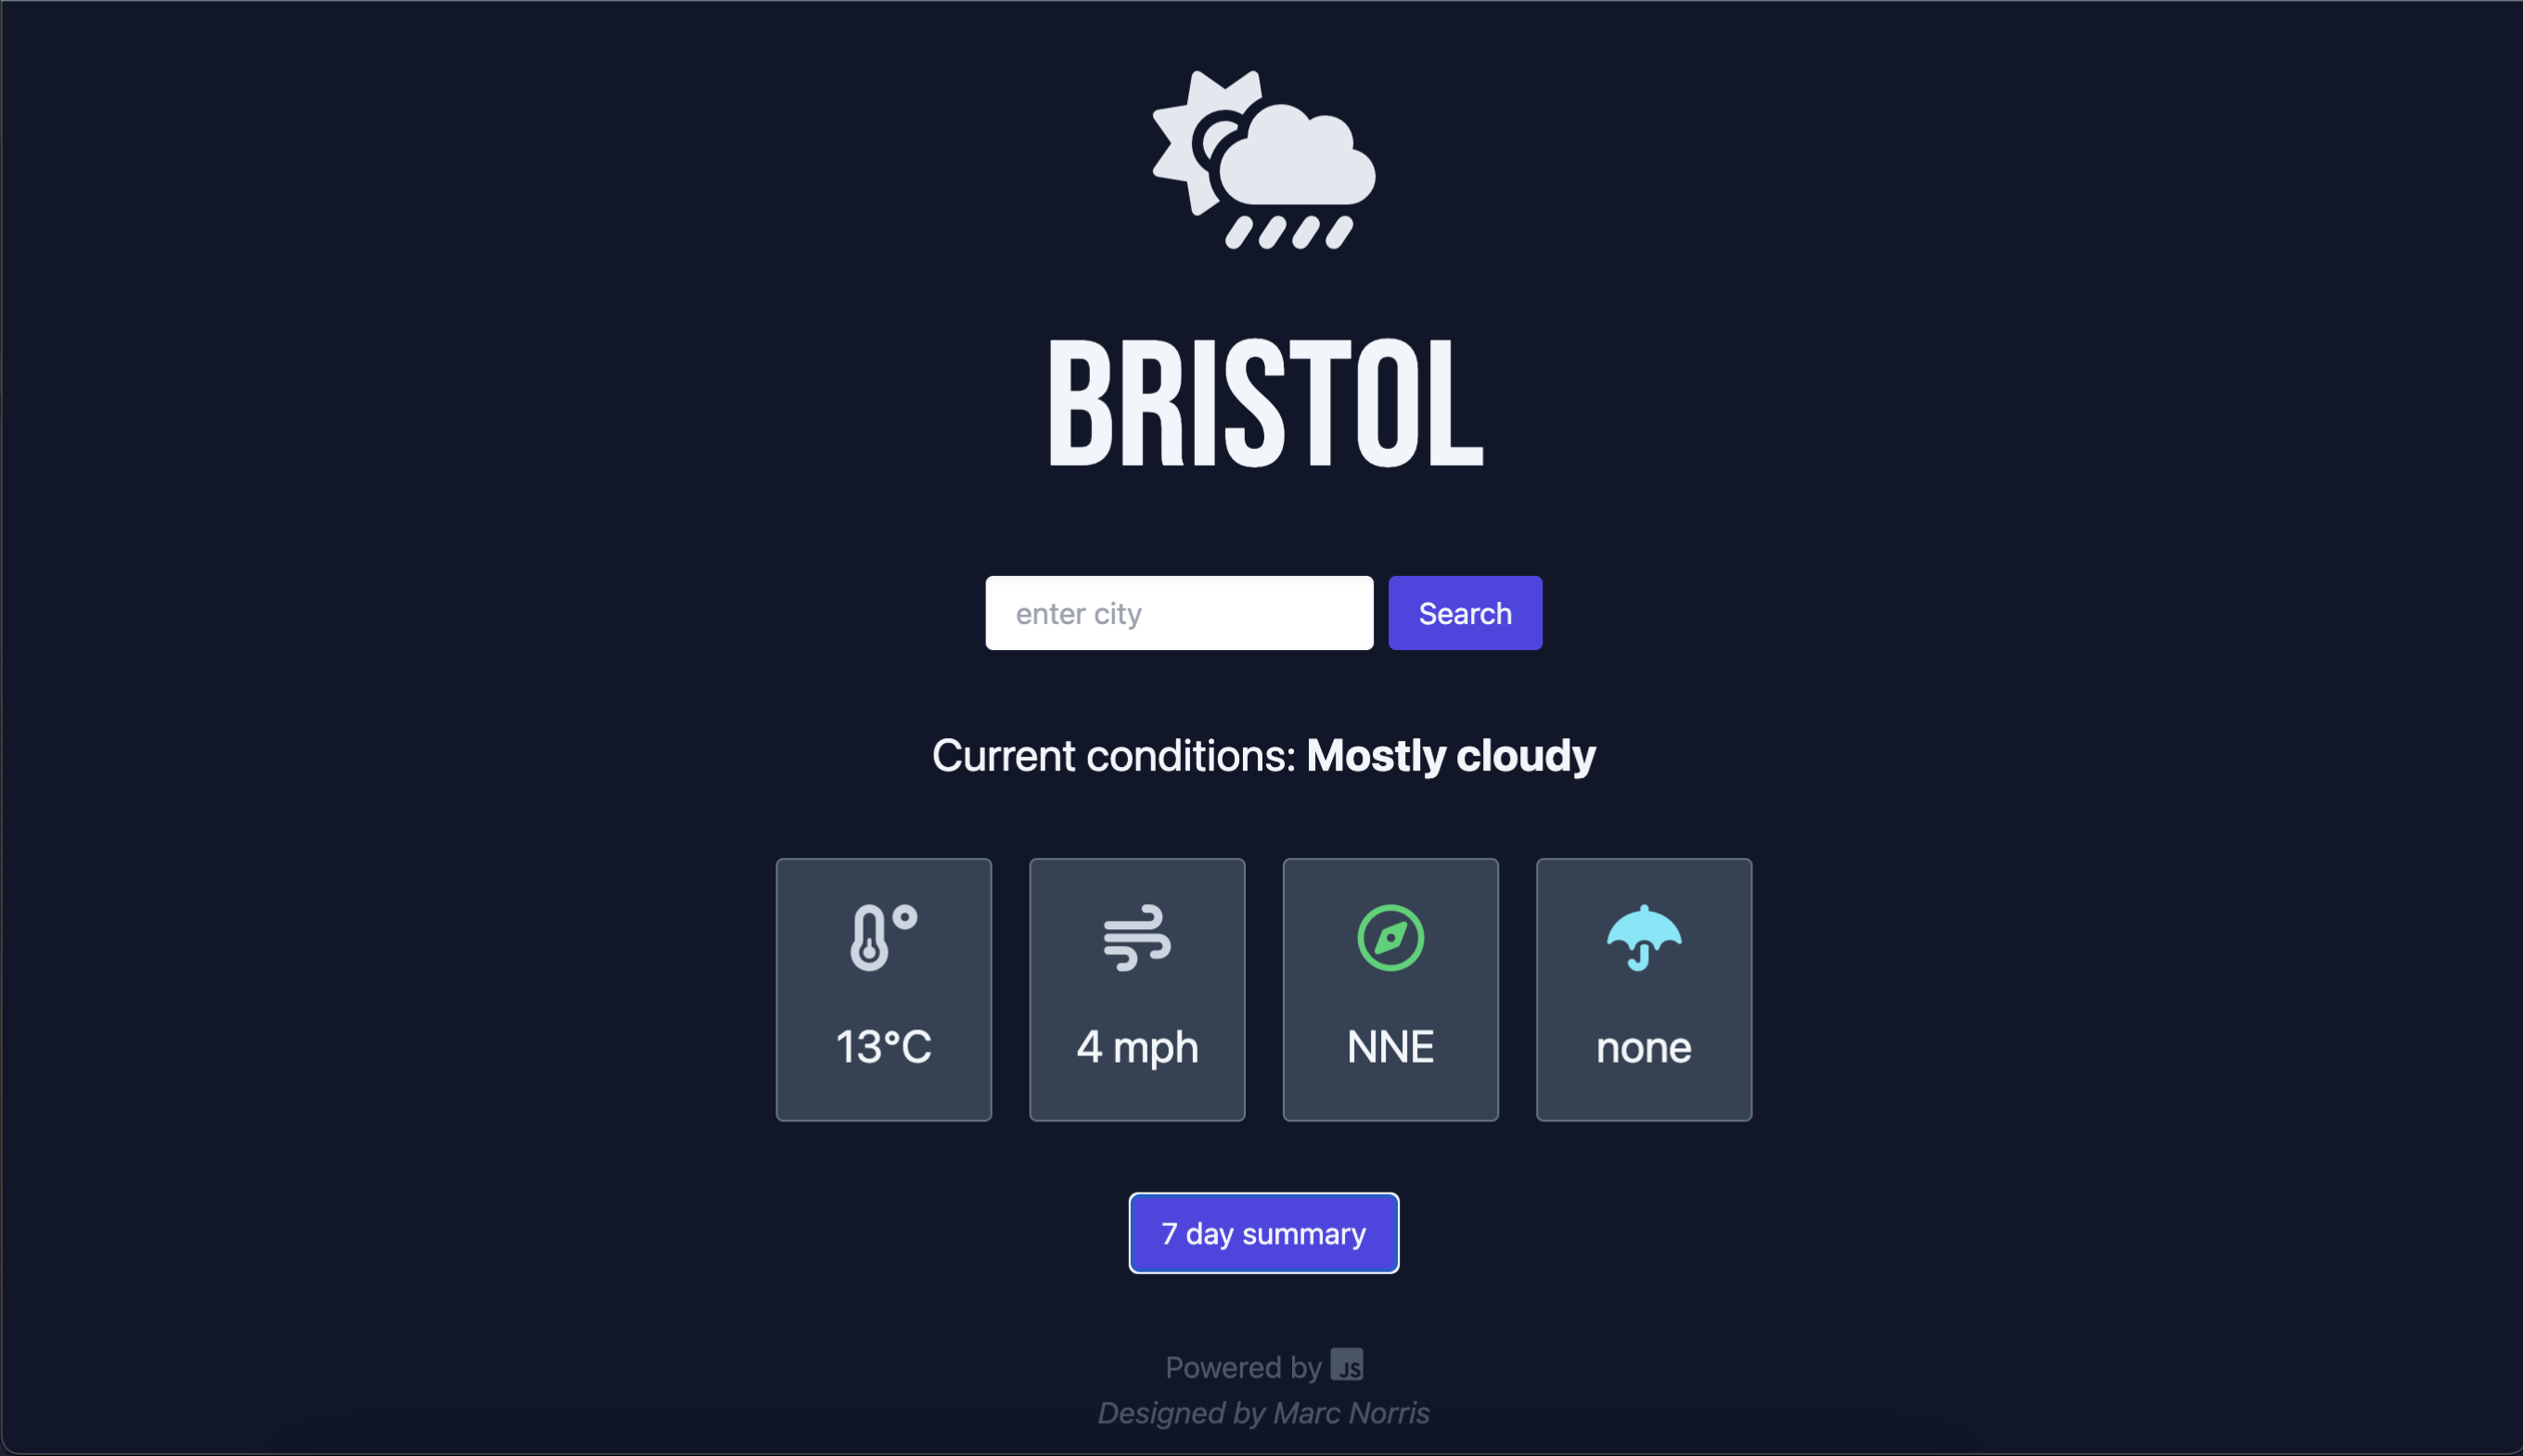 BRISTOL
enter city
Search
Current conditions: Mostly cloudy
13°C
4 mph
NNE
none
7 day summary
Powered by JS
Designed by Marc Norris